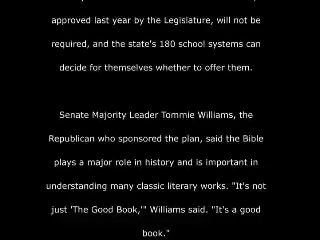 approved last year by the Legislature, will not be
required, and the state's 180 school systems can
decide for themselves whether to offer them.
Senate Majority Leader Tommie Williams, the
Republican who sponsored the plan, said the Bible
plays a major role in history and is important in
understanding many classic literary works. "It's not
just 'The Good Book,'" Williams said. "It's a good
book."